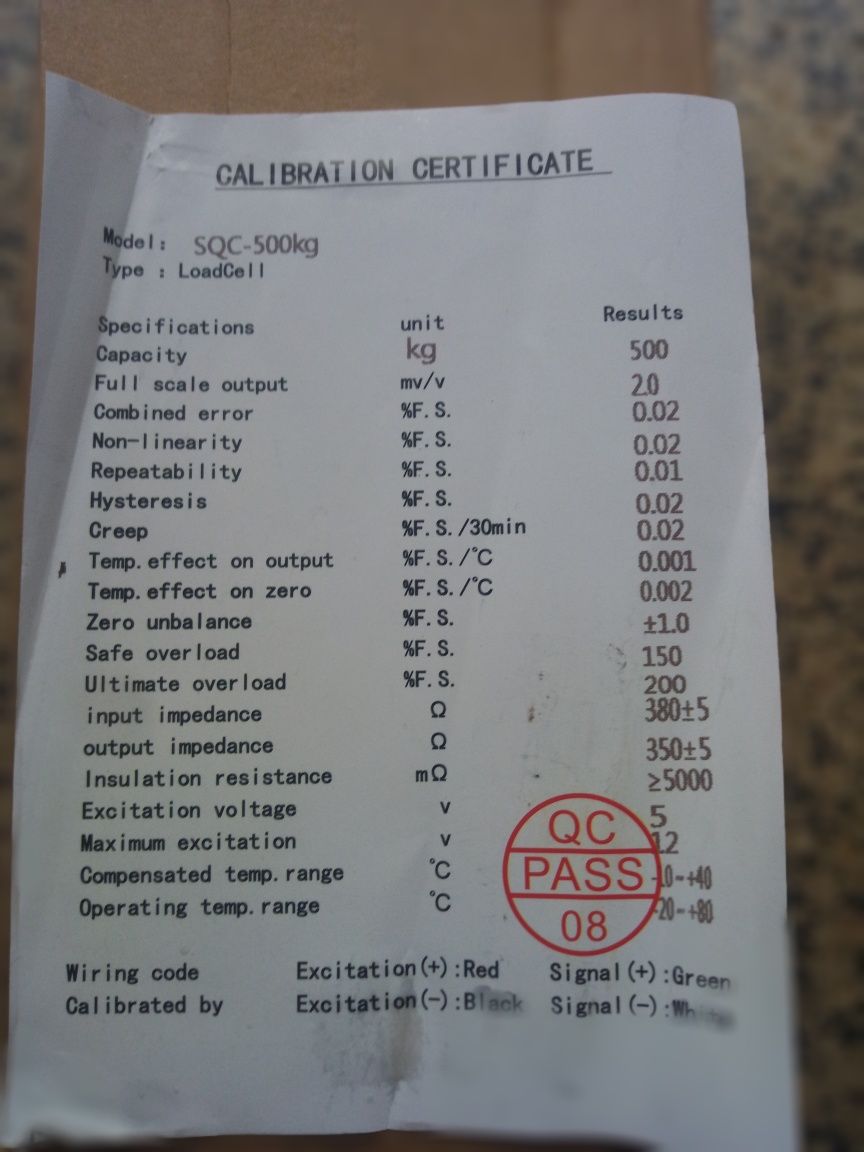 CALIBRATION CERTIFICATE
Model: SQC-500kg
Type : LoadCell
Specifications unit Results
Capacity kg 500
Full scale output mv/v 2.0
Combined error %F.S. 0.02
Non-linearity %F.S. 0.02
Repeatability %F.S. 0.01
Hysteresis %F.S. 0.02
Creep %F.S./30min 0.02
Temp.effect on output %F.S./℃ 0.001
Temp.effect on zero %F.S./℃ 0.002
Zero unbalance %F.S. ±1.0
Safe overload %F.S. 150
Ultimate overload %F.S. 200
input impedance Ω 380±5
output impedance Ω 350±5
Insulation resistance mΩ ≥5000
Excitation voltage v 5
Maximum excitation v 12
Compensated temp.range ℃ -10-+40
Operating temp.range ℃ -20-+80
QC
PASS
08
Wiring code Excitation(+):Red Signal(+):Green
Calibrated by Excitation(-):Black Signal(-):White